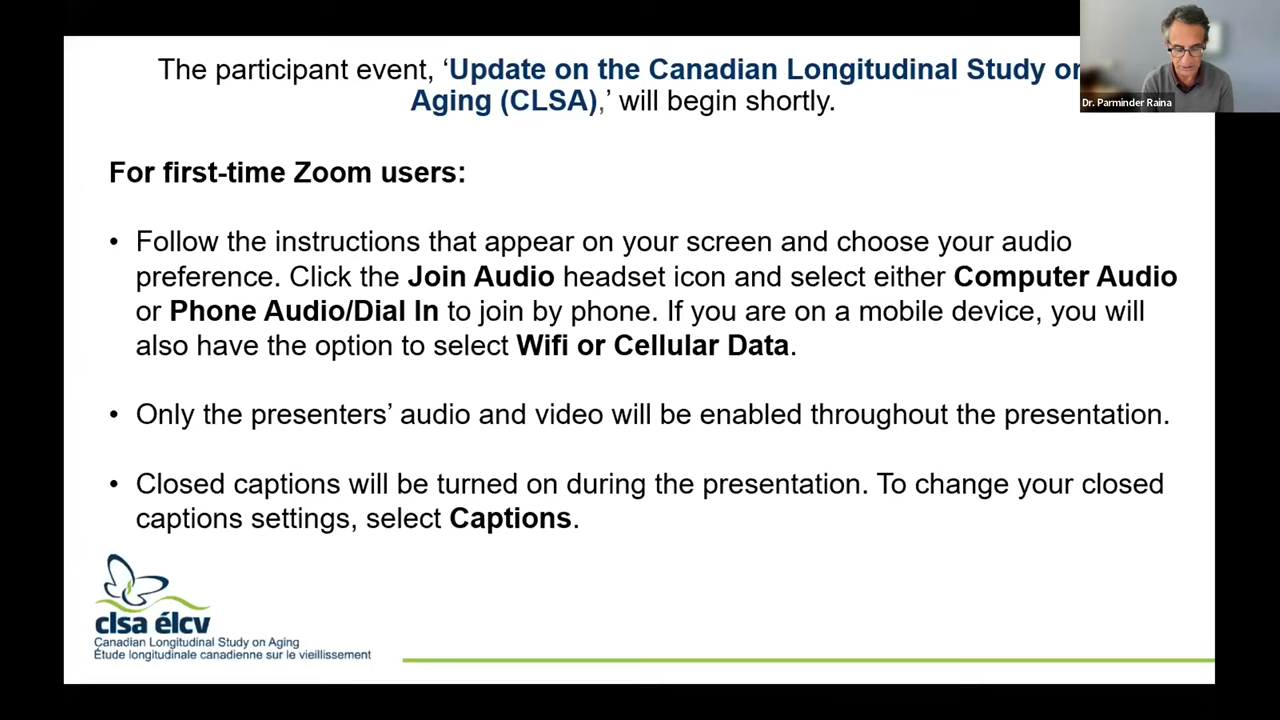 The participant event, ‘Update on the Canadian Longitudinal Study on
Aging (CLSA),’ will begin shortly.
Dr. Parminder Raina
For first-time Zoom users:
• Follow the instructions that appear on your screen and choose your audio
preference. Click the Join Audio headset icon and select either Computer Audio
or Phone Audio/Dial In to join by phone. If you are on a mobile device, you will
also have the option to select Wifi or Cellular Data.
• Only the presenters’ audio and video will be enabled throughout the presentation.
• Closed captions will be turned on during the presentation. To change your closed
captions settings, select Captions.
clsa élcv
Canadian Longitudinal Study on Aging
Étude longitudinale canadienne sur le vieillissement